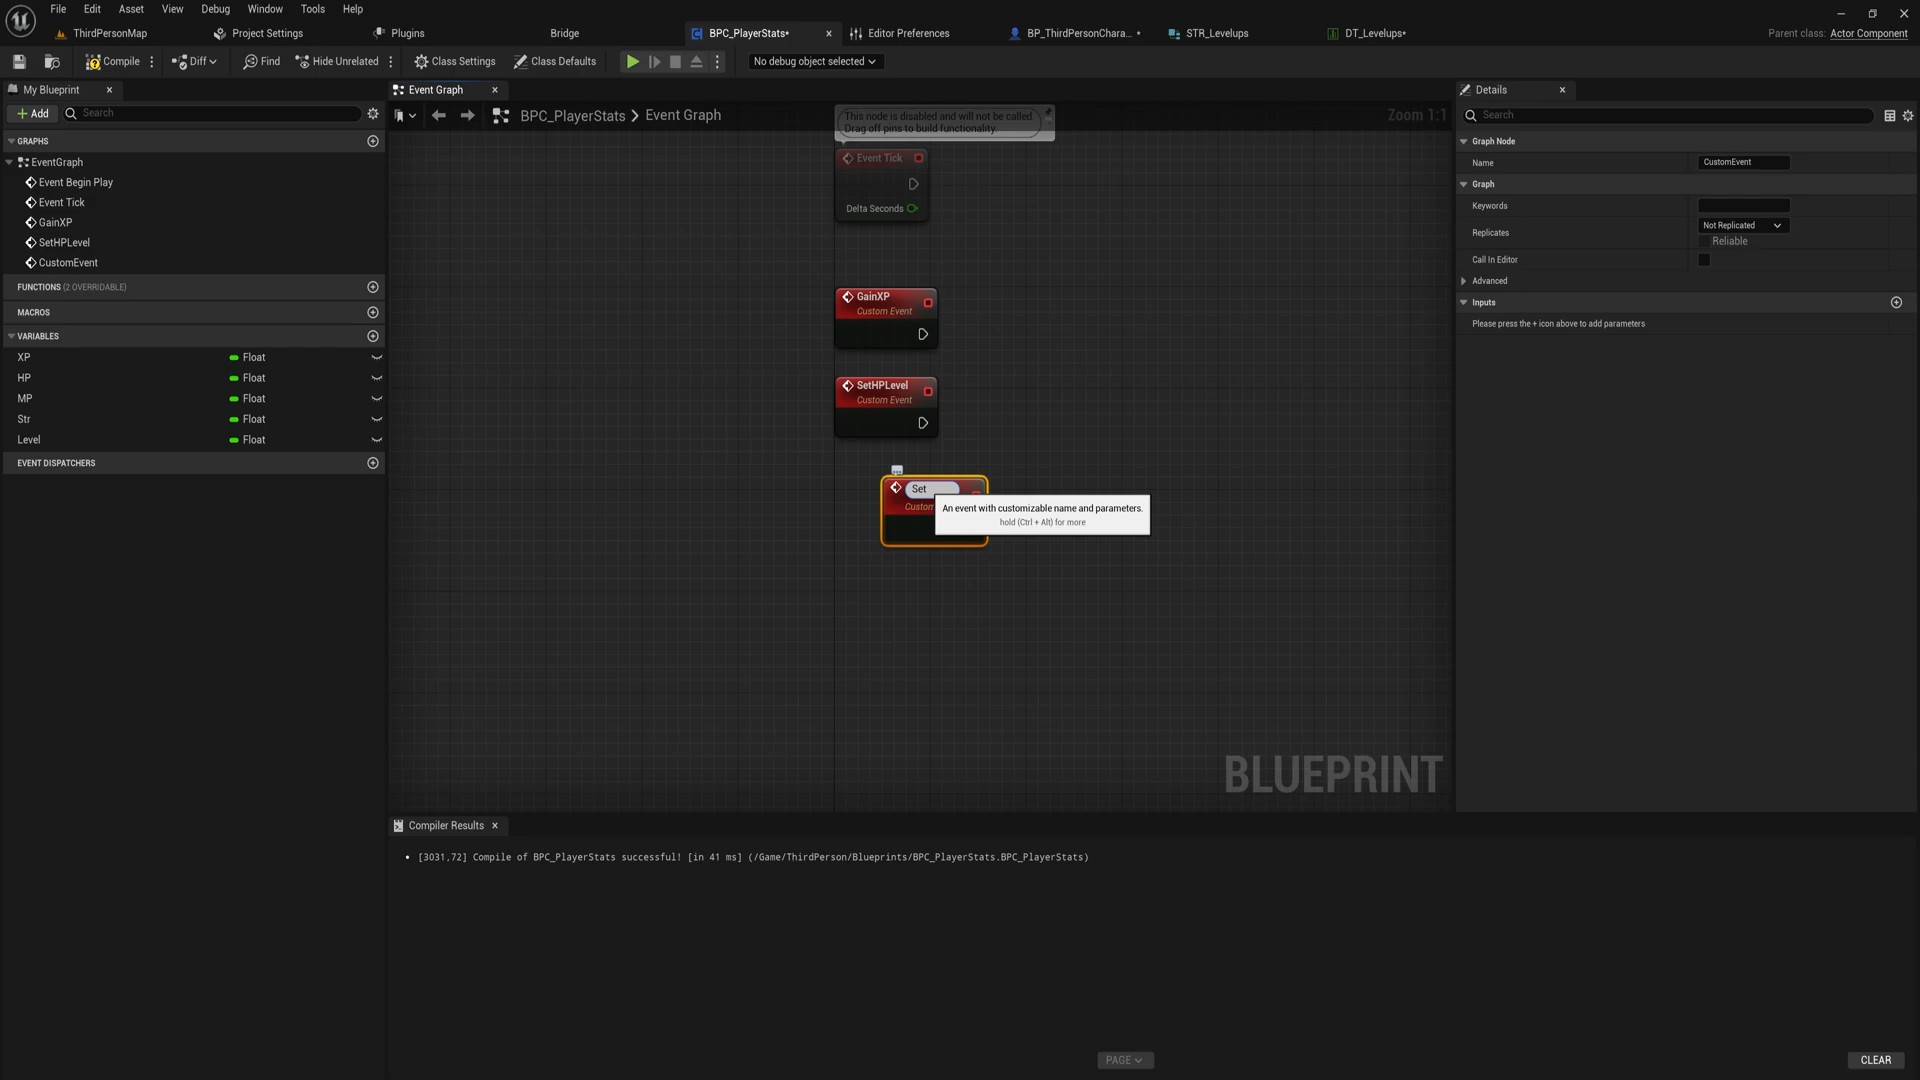 File Edit Asset View Debug Window Tools Help
ThirdPersonMap Project Settings Plugins Bridge BPC_PlayerStats• Editor Preferences BP_ThirdPersonChara... • STR_Levelups DT_Levelups•
Parent class: Actor Component
Compile Diff Find Hide Unrelated Class Settings Class Defaults No debug object selected
My Blueprint
Add Search
GRAPHS
EventGraph
Event Begin Play
Event Tick
GainXP
SetHPLevel
CustomEvent
FUNCTIONS (2 OVERRIDABLE)
MACROS
VARIABLES
XP Float
HP Float
MP Float
Str Float
Level Float
EVENT DISPATCHERS
Event Graph
BPC_PlayerStats > Event Graph
Zoom 1:1
This node is disabled and will not be called.
Drag off pins to build functionality.
Event Tick
Delta Seconds
GainXP
Custom Event
SetHPLevel
Custom Event
Set
Custom
An event with customizable name and parameters.
hold (Ctrl + Alt) for more
BLUEPRINT
Details
Search
Graph Node
Name CustomEvent
Graph
Keywords
Replicates Not Replicated
Reliable
Call In Editor
Advanced
Inputs
Please press the + icon above to add parameters
Compiler Results
• [3031,72] Compile of BPC_PlayerStats successful! [in 41 ms] (/Game/ThirdPerson/Blueprints/BPC_PlayerStats.BPC_PlayerStats)
PAGE
CLEAR